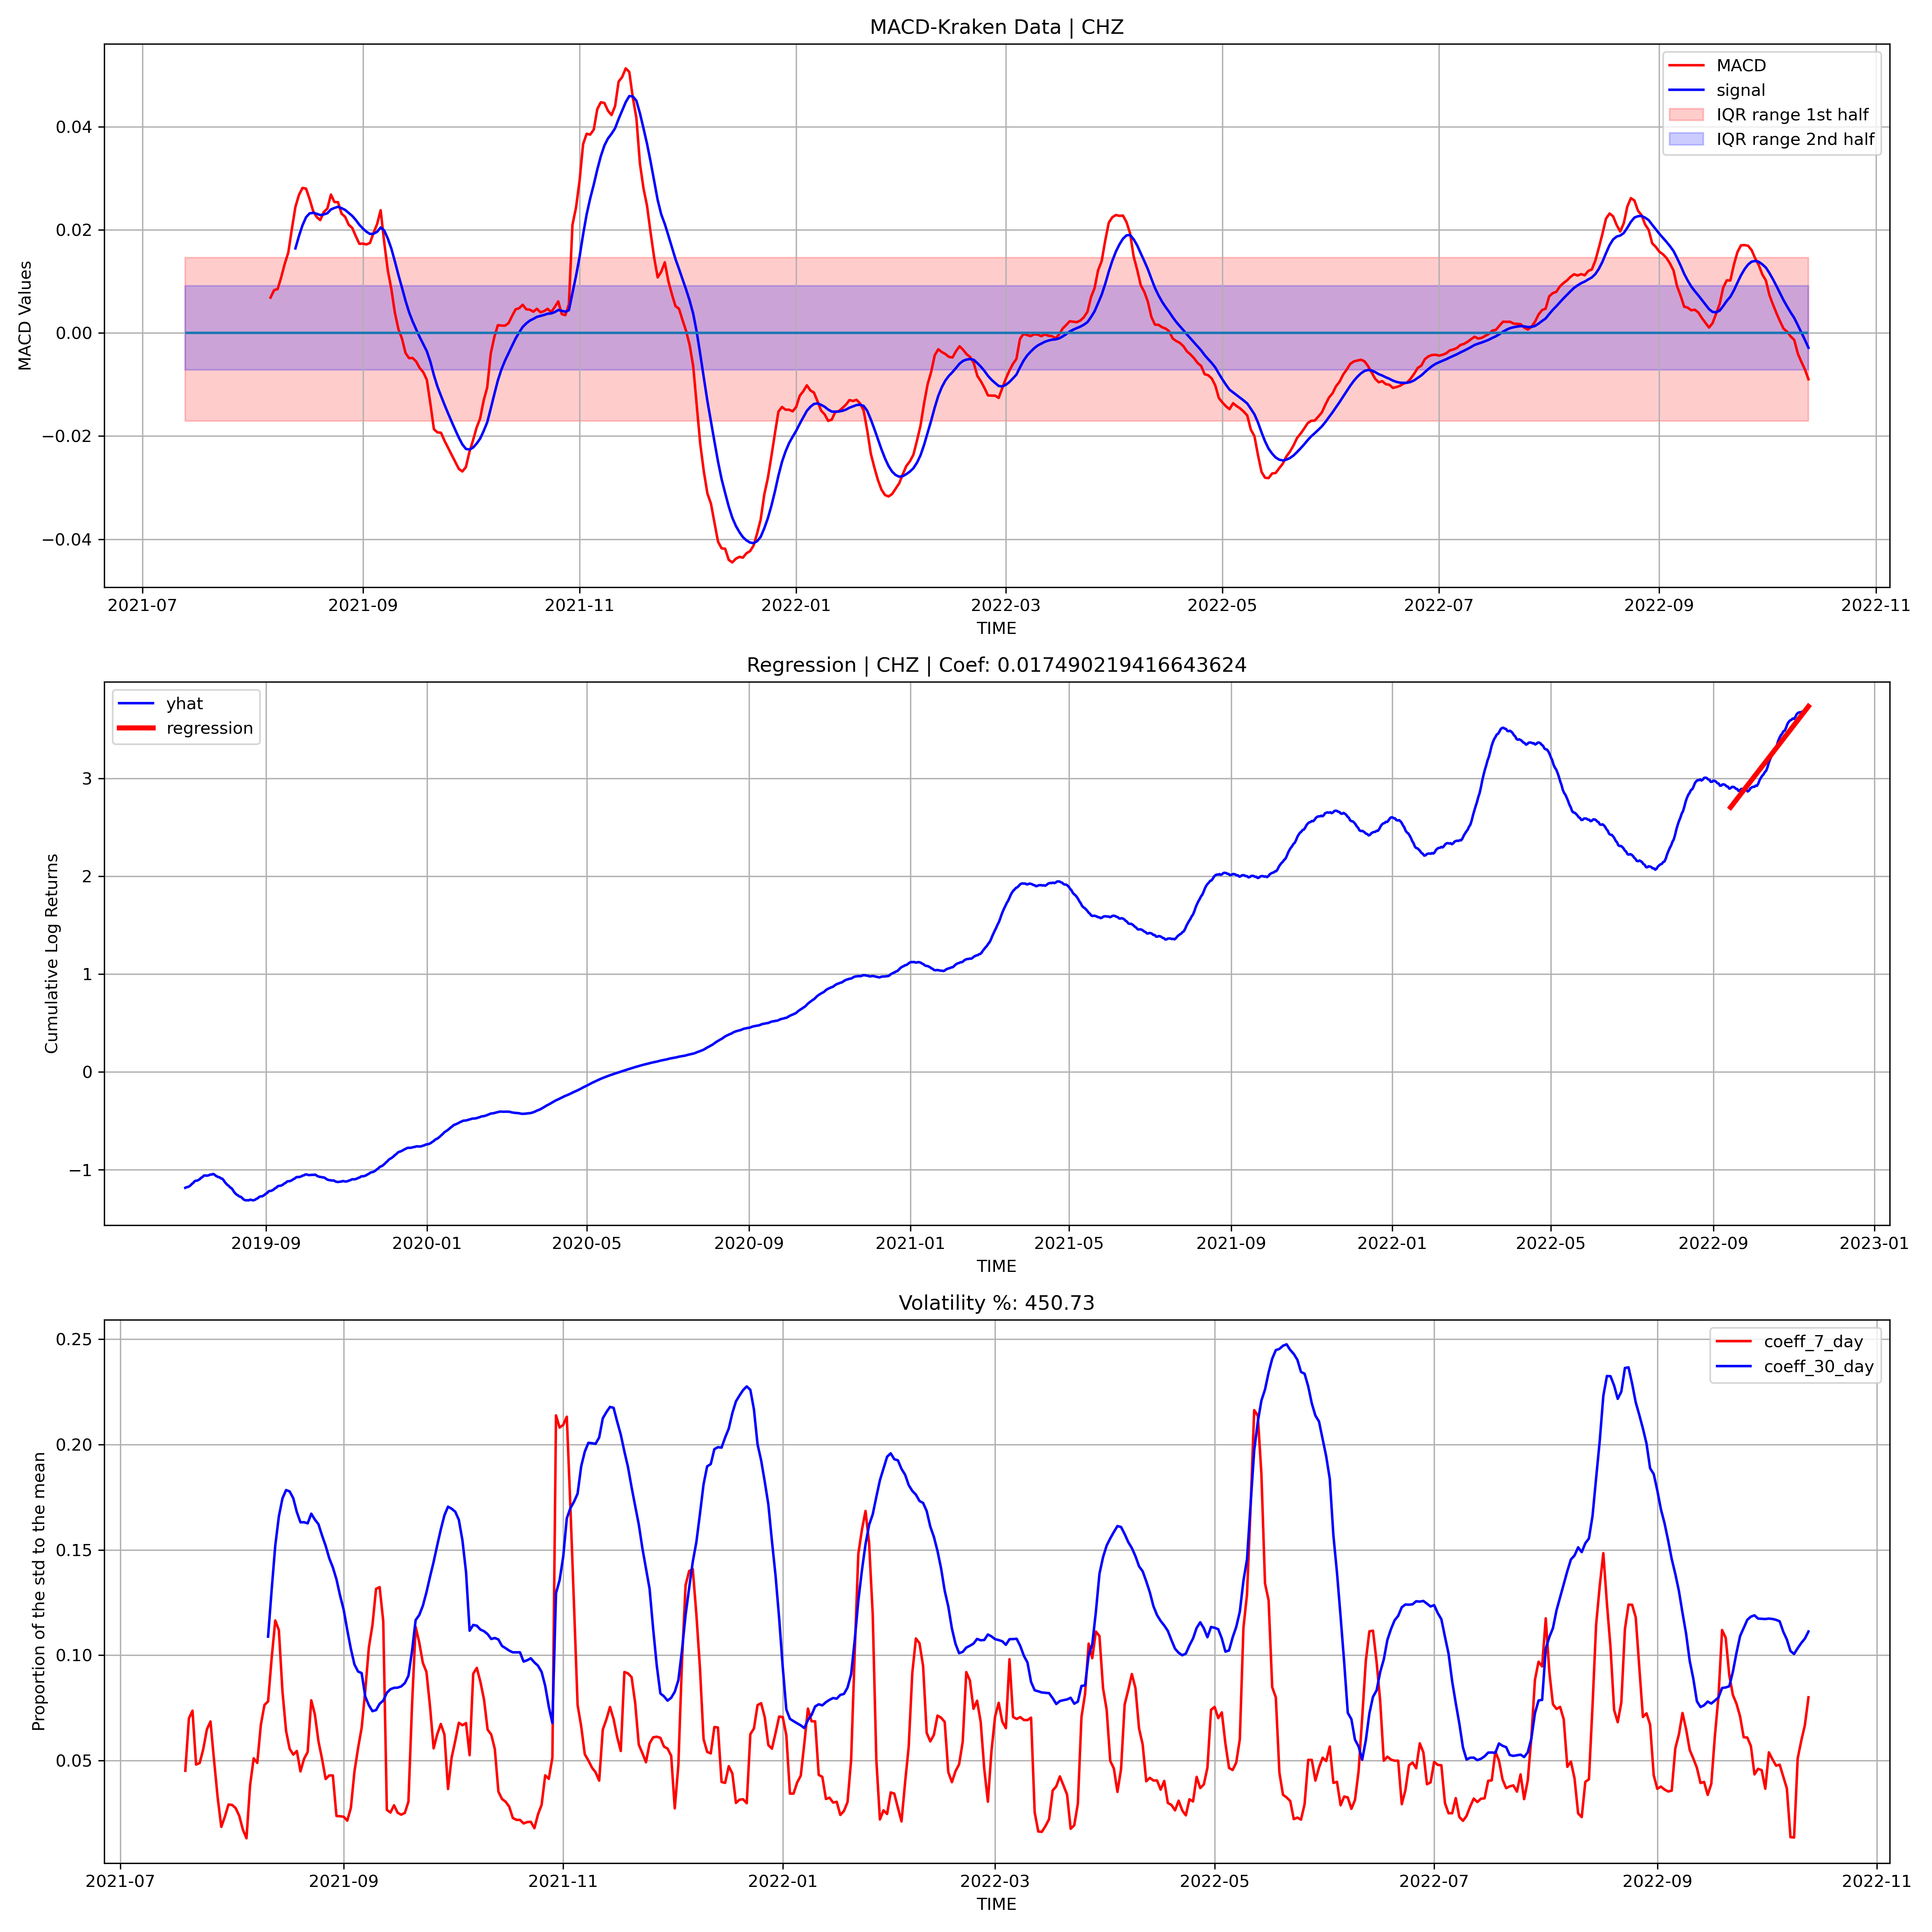 MACD-Kraken Data | CHZ
MACD
signal
IQR range 1st half
IQR range 2nd half
MACD Values
0.04
0.02
0.00
−0.02
−0.04
2021-07 2021-09 2021-11 2022-01 2022-03 2022-05 2022-07 2022-09 2022-11
TIME
Regression | CHZ | Coef: 0.017490219416643624
yhat
regression
Cumulative Log Returns
3
2
1
0
−1
2019-09 2020-01 2020-05 2020-09 2021-01 2021-05 2021-09 2022-01 2022-05 2022-09 2023-01
TIME
Volatility %: 450.73
coeff_7_day
coeff_30_day
Proportion of the std to the mean
0.25
0.20
0.15
0.10
0.05
2021-07 2021-09 2021-11 2022-01 2022-03 2022-05 2022-07 2022-09 2022-11
TIME